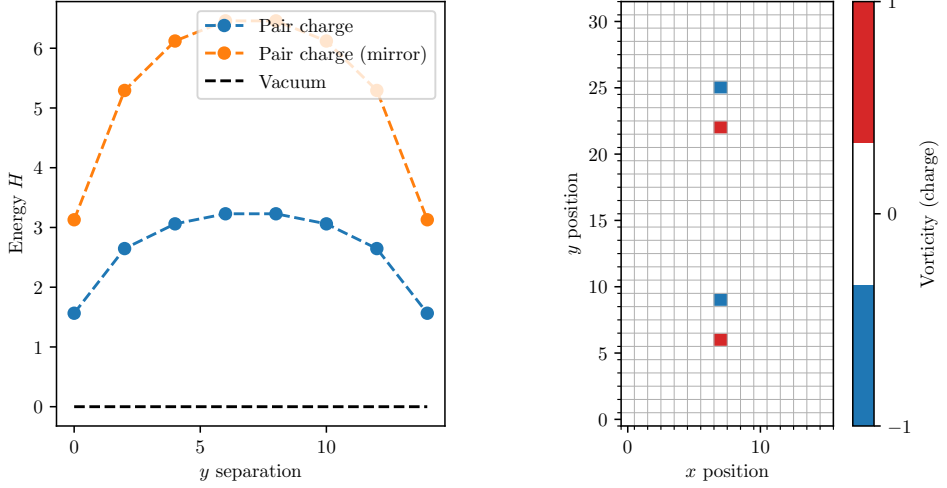 Pair charge
Pair charge (mirror)
Vacuum
6
5
4
3
2
1
0
Energy H
0
5
10
y separation
30
25
20
15
10
5
0
y position
0
10
x position
1
0
−1
Vorticity (charge)